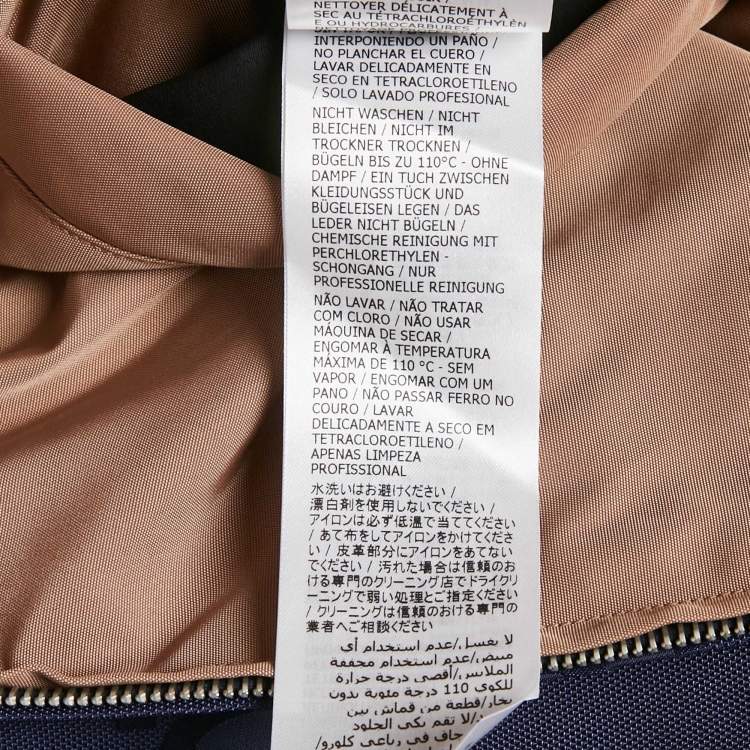 NETTOYER DÉLICATEMENT À
SEC AU TÉTRACHLOROÉTHYLÈN
E OU HYDROCARBURES /
INTERPONIENDO UN PAÑO /
NO PLANCHAR EL CUERO /
LAVAR DELICADAMENTE EN
SECO EN TETRACLOROETILENO
/ SOLO LAVADO PROFESIONAL
NICHT WASCHEN / NICHT
BLEICHEN / NICHT IM
TROCKNER TROCKNEN /
BÜGELN BIS ZU 110°C - OHNE
DAMPF / EIN TUCH ZWISCHEN
KLEIDUNGSSTÜCK UND
BÜGELEISEN LEGEN / DAS
LEDER NICHT BÜGELN /
CHEMISCHE REINIGUNG MIT
PERCHLORETHYLEN -
SCHONGANG / NUR
PROFESSIONELLE REINIGUNG
NÃO LAVAR / NÃO TRATAR
COM CLORO / NÃO USAR
MÁQUINA DE SECAR /
ENGOMAR À TEMPERATURA
MÁXIMA DE 110 °C - SEM
VAPOR / ENGOMAR COM UM
PANO / NÃO PASSAR FERRO NO
COURO / LAVAR
DELICADAMENTE A SECO EM
TETRACLOROETILENO /
APENAS LIMPEZA
PROFISSIONAL
水洗いはお避けください /
漂白剤を使用しないでください /
アイロンは必ず低温で当ててください
/ あて布をしてアイロンをかけてくださ
い / 皮革部分にアイロンをあてない
でください / 汚れた場合は信頼のお
ける専門のクリーニング店でドライクリ
ーニングで弱い処理とご指定ください
/ クリーニングは信頼のおける専門の
業者へご相談ください
لا يغسل/عدم استخدام أي
مبيض/عدم استخدام مجففة
الملابس/أقصى درجة حرارة
للكوي 110 درجة مئوية بدون
بخار/قطعة من قماش بين
/لا تقم بكي الجلود
جاف في رباعي كلورو/